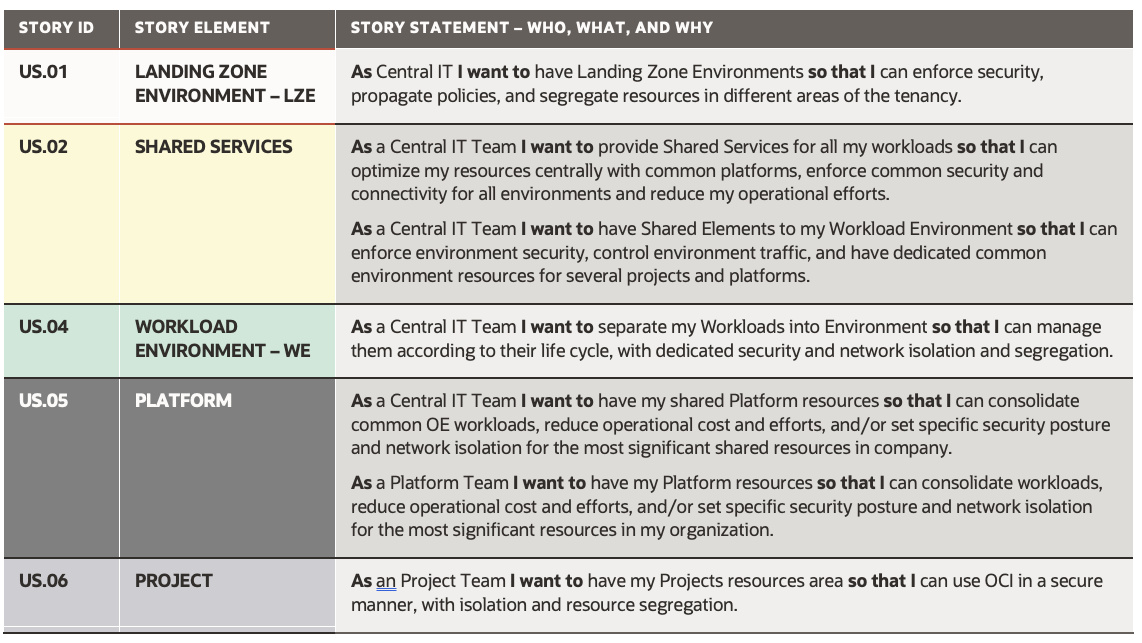 STORY ID STORY ELEMENT STORY STATEMENT – WHO, WHAT, AND WHY
US.01 LANDING ZONE ENVIRONMENT – LZE
As Central IT I want to have Landing Zone Environments so that I can enforce security,
propagate policies, and segregate resources in different areas of the tenancy.
US.02 SHARED SERVICES
As a Central IT Team I want to provide Shared Services for all my workloads so that I can
optimize my resources centrally with common platforms, enforce common security and
connectivity for all environments and reduce my operational efforts.
As a Central IT Team I want to have Shared Elements to my Workload Environment so that I can
enforce environment security, control environment traffic, and have dedicated common
environment resources for several projects and platforms.
US.04 WORKLOAD ENVIRONMENT – WE
As a Central IT Team I want to separate my Workloads into Environment so that I can manage
them according to their life cycle, with dedicated security and network isolation and segregation.
US.05 PLATFORM
As a Central IT Team I want to have my shared Platform resources so that I can consolidate
common OE workloads, reduce operational cost and efforts, and/or set specific security posture
and network isolation for the most significant shared resources in company.
As a Platform Team I want to have my Platform resources so that I can consolidate workloads,
reduce operational cost and efforts, and/or set specific security posture and network isolation
for the most significant resources in my organization.
US.06 PROJECT
As an Project Team I want to have my Projects resources area so that I can use OCI in a secure
manner, with isolation and resource segregation.